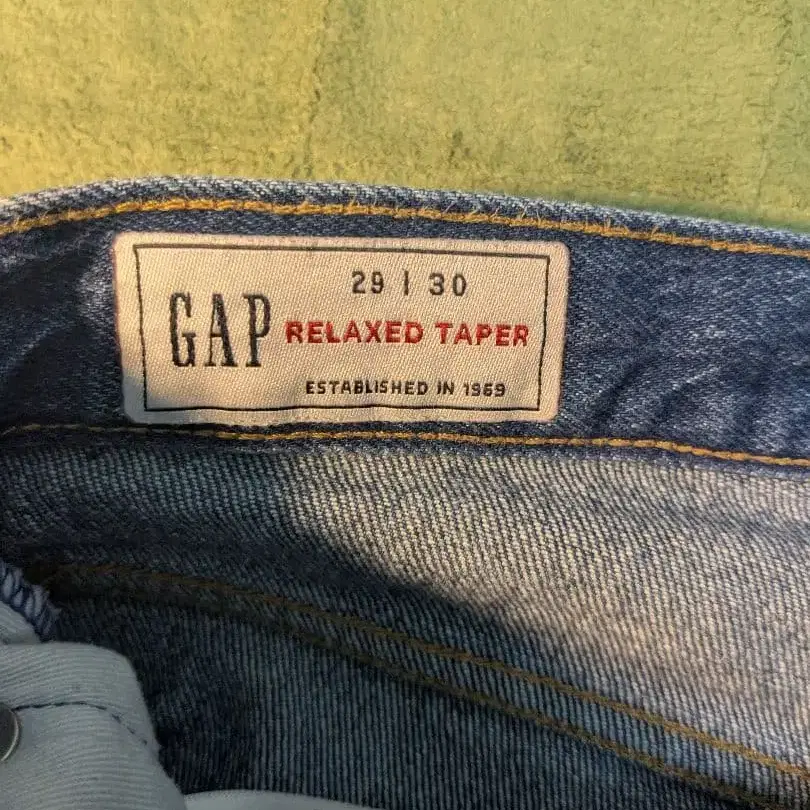 29 | 30
GAP RELAXED TAPER
ESTABLISHED IN 1969